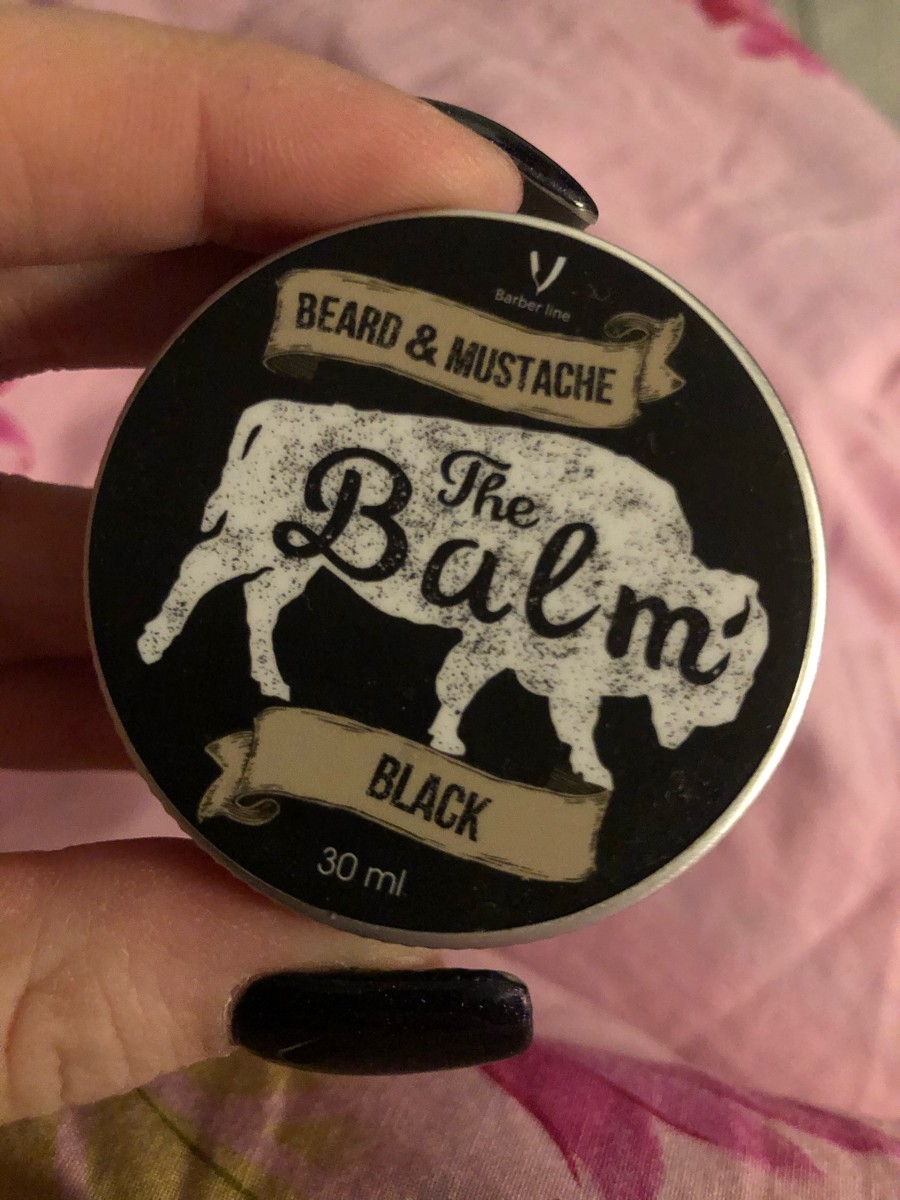 Barber line
BEARD & MUSTACHE
The
Balm
BLACK
30 ml